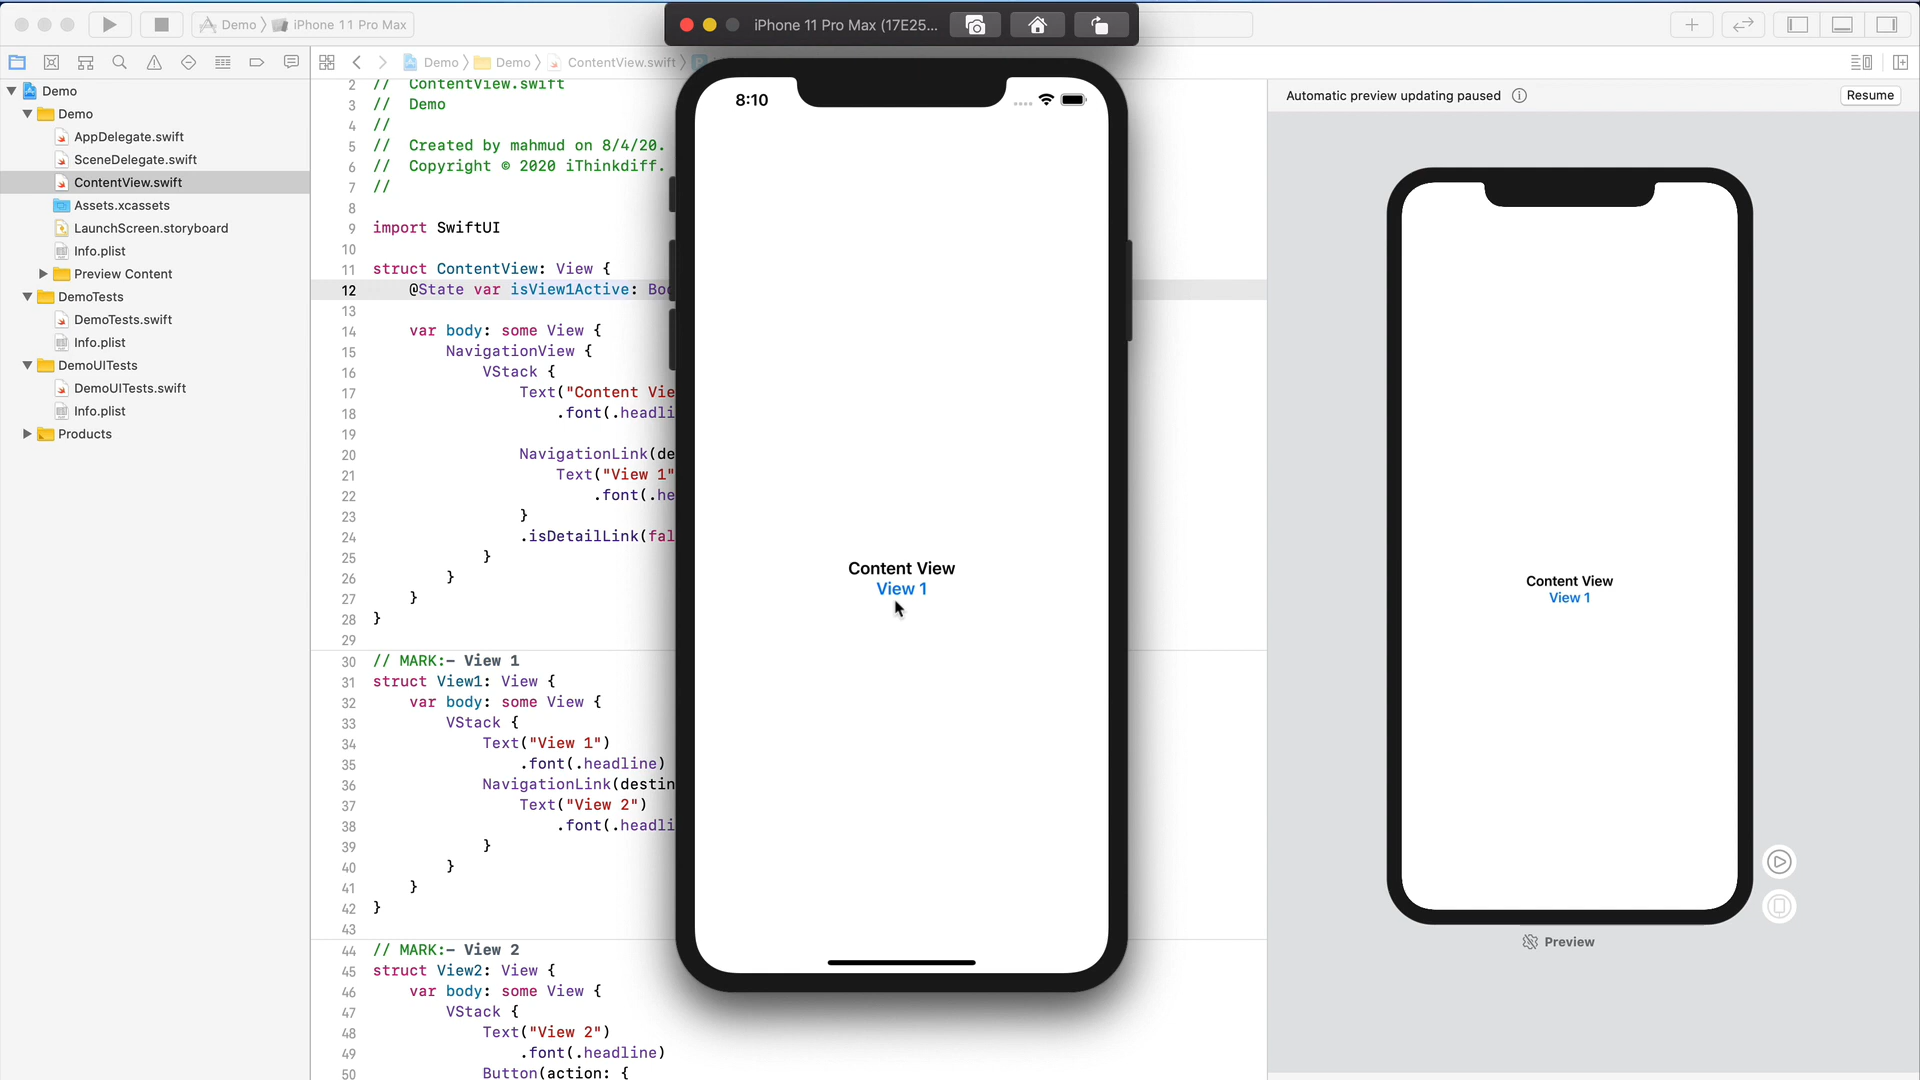 Demo
iPhone 11 Pro Max
iPhone 11 Pro Max (17E25...
Demo
Demo
ContentView.swift
Demo
Demo
AppDelegate.swift
SceneDelegate.swift
ContentView.swift
Assets.xcassets
LaunchScreen.storyboard
Info.plist
Preview Content
DemoTests
DemoTests.swift
Info.plist
DemoUITests
DemoUITests.swift
Info.plist
Products
2 // ContentView.swift
3 // Demo
4 //
5 // Created by mahmud on 8/4/20.
6 // Copyright © 2020 iThinkdiff.
7 //
8
9 import SwiftUI
10
11 struct ContentView: View {
12 @State var isView1Active: Boo
13
14 var body: some View {
15 NavigationView {
16 VStack {
17 Text("Content Vie
18 .font(.headli
19
20 NavigationLink(de
21 Text("View 1"
22 .font(.he
23 }
24 .isDetailLink(fal
25 }
26 }
27 }
28 }
29
30 // MARK:- View 1
31 struct View1: View {
32 var body: some View {
33 VStack {
34 Text("View 1")
35 .font(.headline)
36 NavigationLink(destin
37 Text("View 2")
38 .font(.headli
39 }
40 }
41 }
42 }
43
44 // MARK:- View 2
45 struct View2: View {
46 var body: some View {
47 VStack {
48 Text("View 2")
49 .font(.headline)
50 Button(action: {
8:10
Content View
View 1
Automatic preview updating paused
Resume
Content View
View 1
Preview